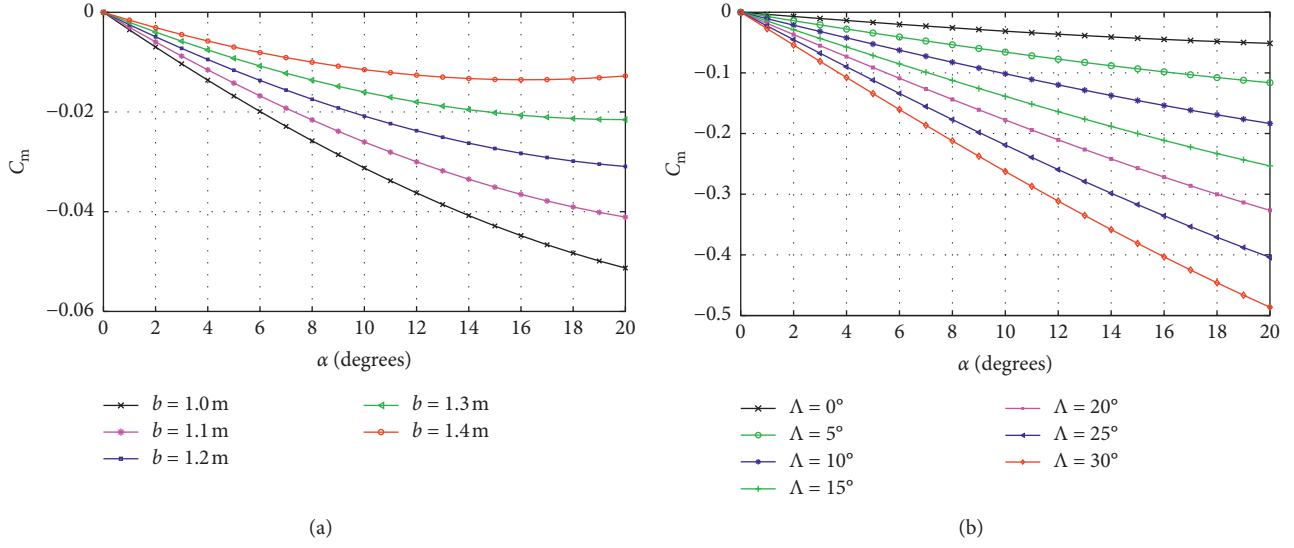 0
−0.02
−0.04
−0.06
C_m
0 2 4 6 8 10 12 14 16 18 20
α (degrees)
b = 1.0 m
b = 1.1 m
b = 1.2 m
b = 1.3 m
b = 1.4 m
(a)
0
−0.1
−0.2
−0.3
−0.4
−0.5
C_m
0 2 4 6 8 10 12 14 16 18 20
α (degrees)
Λ = 0°
Λ = 5°
Λ = 10°
Λ = 15°
Λ = 20°
Λ = 25°
Λ = 30°
(b)